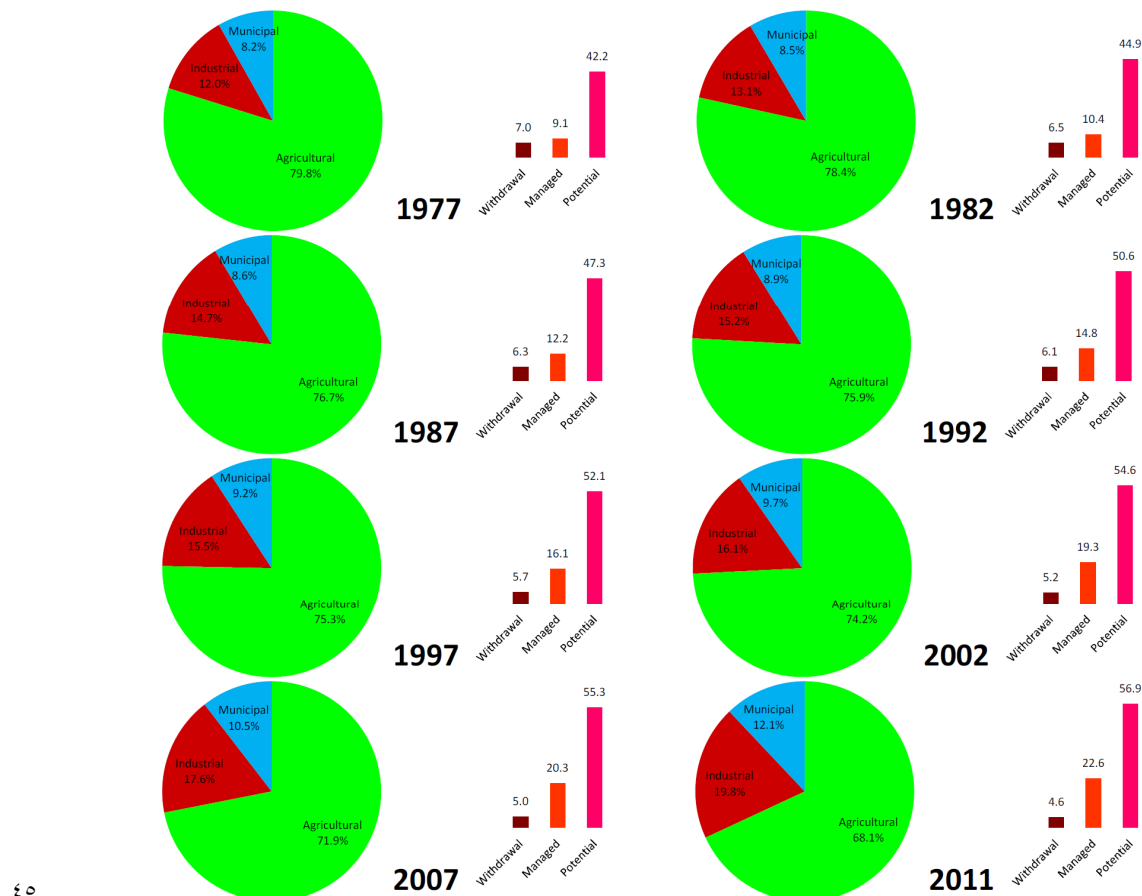 Municipal
8.2%
Industrial
12.0%
Agricultural
79.8%
1977
7.0
9.1
42.2
Withdrawal
Managed
Potential
Municipal
8.5%
Industrial
13.1%
Agricultural
78.4%
1982
6.5
10.4
44.9
Withdrawal
Managed
Potential
Municipal
8.6%
Industrial
14.7%
Agricultural
76.7%
1987
6.3
12.2
47.3
Withdrawal
Managed
Potential
Municipal
8.9%
Industrial
15.2%
Agricultural
75.9%
1992
6.1
14.8
50.6
Withdrawal
Managed
Potential
Municipal
9.2%
Industrial
15.5%
Agricultural
75.3%
1997
5.7
16.1
52.1
Withdrawal
Managed
Potential
Municipal
9.7%
Industrial
16.1%
Agricultural
74.2%
2002
5.2
19.3
54.6
Withdrawal
Managed
Potential
Municipal
10.5%
Industrial
17.6%
Agricultural
71.9%
2007
5.0
20.3
55.3
Withdrawal
Managed
Potential
Municipal
12.1%
Industrial
19.8%
Agricultural
68.1%
2011
4.6
22.6
56.9
Withdrawal
Managed
Potential
٤٥